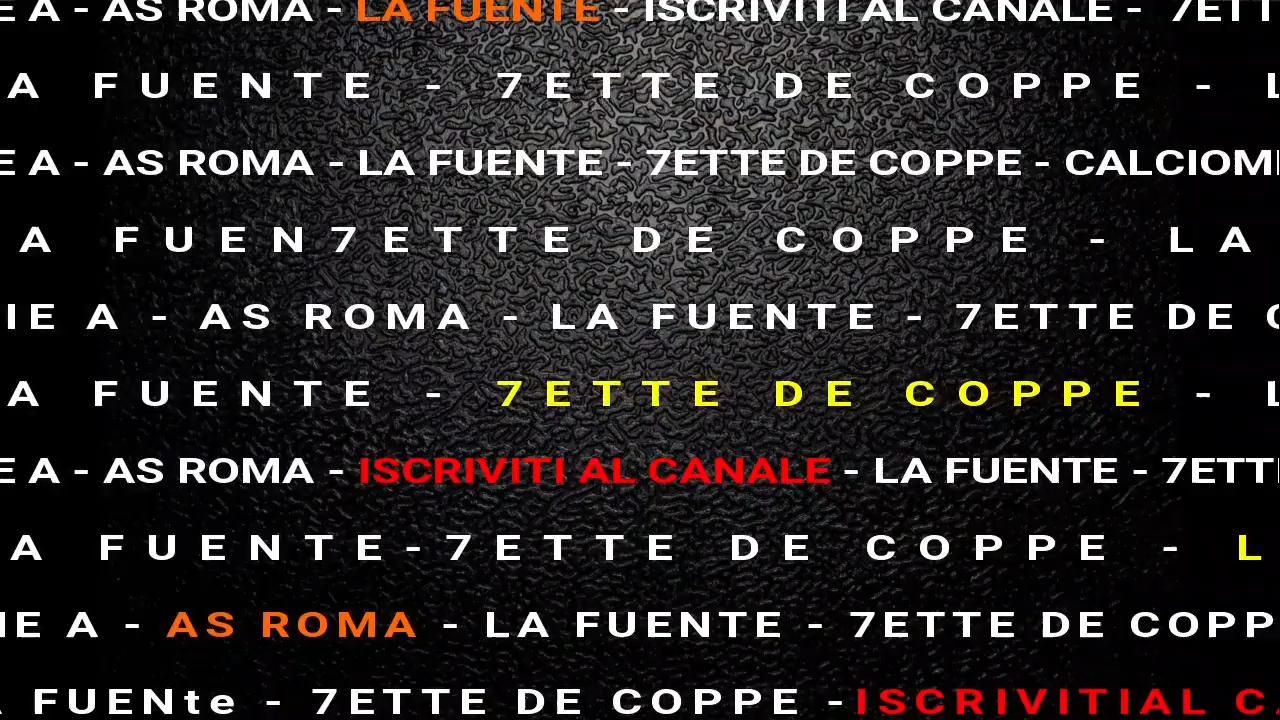 E A - AS ROMA - LA FUENTE - ISCRIVITI AL CANALE - 7ETT
A FUENTE - 7ETTE DE COPPE - L
E A - AS ROMA - LA FUENTE - 7ETTE DE COPPE - CALCIOM
A FUEN7ETTE DE COPPE - LA
IE A - AS ROMA - LA FUENTE - 7ETTE DE C
A FUENTE - 7ETTE DE COPPE - L
E A - AS ROMA - ISCRIVITI AL CANALE - LA FUENTE - 7ETTE
A FUENTE-7ETTE DE COPPE - L
IE A - AS ROMA - LA FUENTE - 7ETTE DE COPP
A FUENte - 7ETTE DE COPPE -ISCRIVITIAL CA